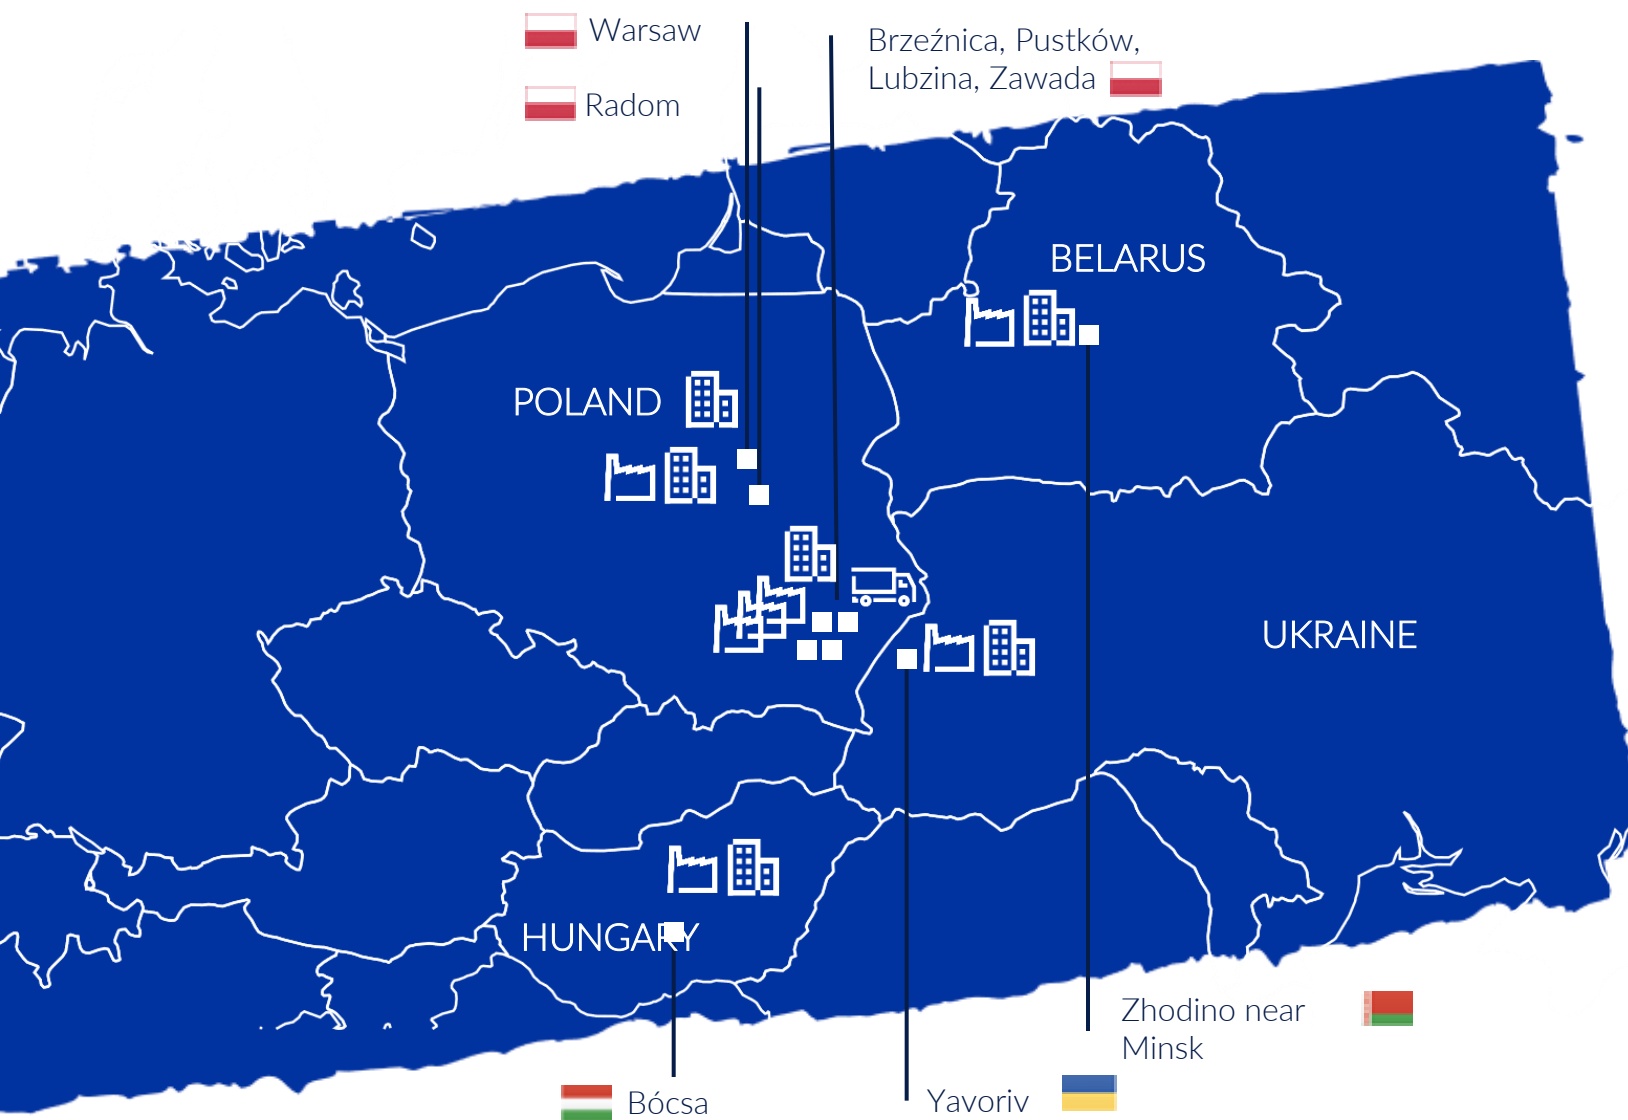 Warsaw
Radom
Brzeźnica, Pustków,
Lubzina, Zawada
BELARUS
POLAND
UKRAINE
HUNGARY
Zhodino near
Minsk
Bócsa
Yavoriv